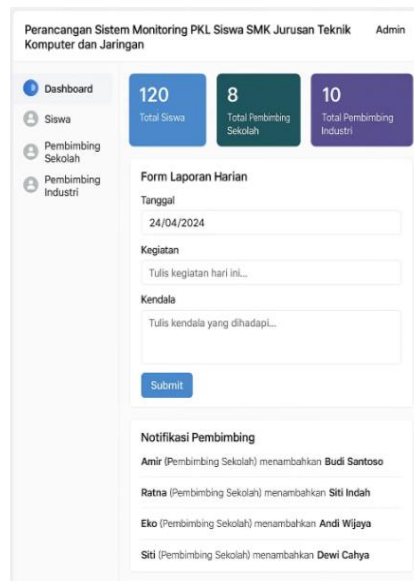 Perancangan Sistem Monitoring PKL Siswa SMK Jurusan Teknik
Komputer dan Jaringan
Admin
Dashboard
Siswa
Pembimbing
Sekolah
Pembimbing
Industri
120
Total Siswa
8
Total Pembimbing
Sekolah
10
Total Pembimbing
Industri
Form Laporan Harian
Tanggal
24/04/2024
Kegiatan
Tulis kegiatan hari ini...
Kendala
Tulis kendala yang dihadapi...
Submit
Notifikasi Pembimbing
Amir (Pembimbing Sekolah) menambahkan Budi Santoso
Ratna (Pembimbing Sekolah) menambahkan Siti Indah
Eko (Pembimbing Sekolah) menambahkan Andi Wijaya
Siti (Pembimbing Sekolah) menambahkan Dewi Cahya